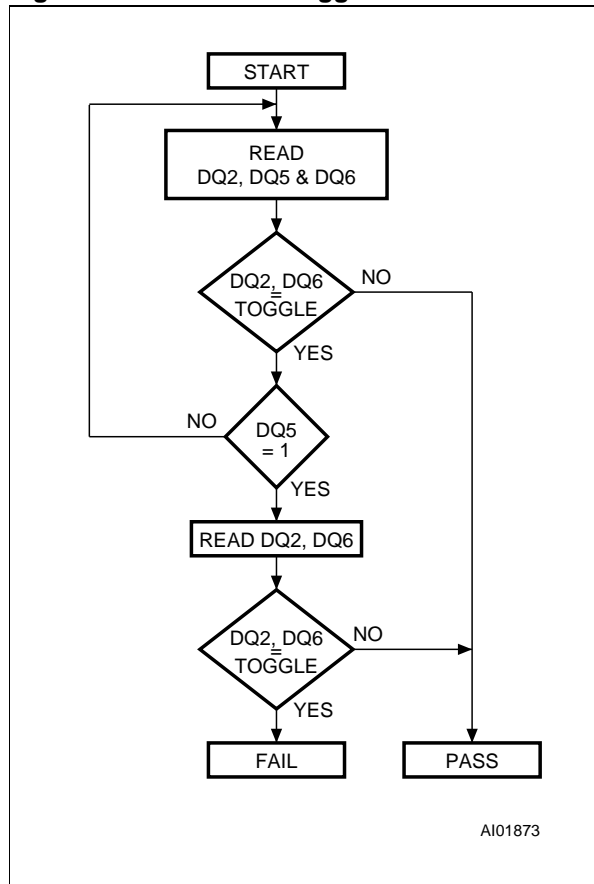 START
READ
DQ2, DQ5 & DQ6
DQ2, DQ6
=
TOGGLE
NO
YES
NO
DQ5
= 1
YES
READ DQ2, DQ6
DQ2, DQ6
=
TOGGLE
NO
YES
FAIL
PASS
AI01873